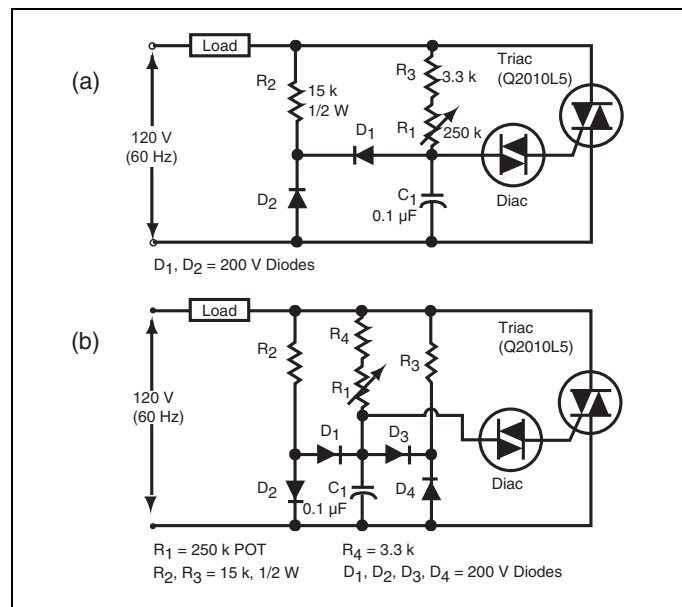 (a)
Load
R2
15 k
1/2 W
R3
3.3 k
Triac
(Q2010L5)
120 V
(60 Hz)
D1
R1
250 k
D2
C1
0.1 µF
Diac
D1, D2 = 200 V Diodes
(b)
Load
R2
R4
R3
Triac
(Q2010L5)
120 V
(60 Hz)
R1
D1
D3
D2
C1
0.1 µF
D4
Diac
R1 = 250 k POT
R4 = 3.3 k
R2, R3 = 15 k, 1/2 W
D1, D2, D3, D4 = 200 V Diodes